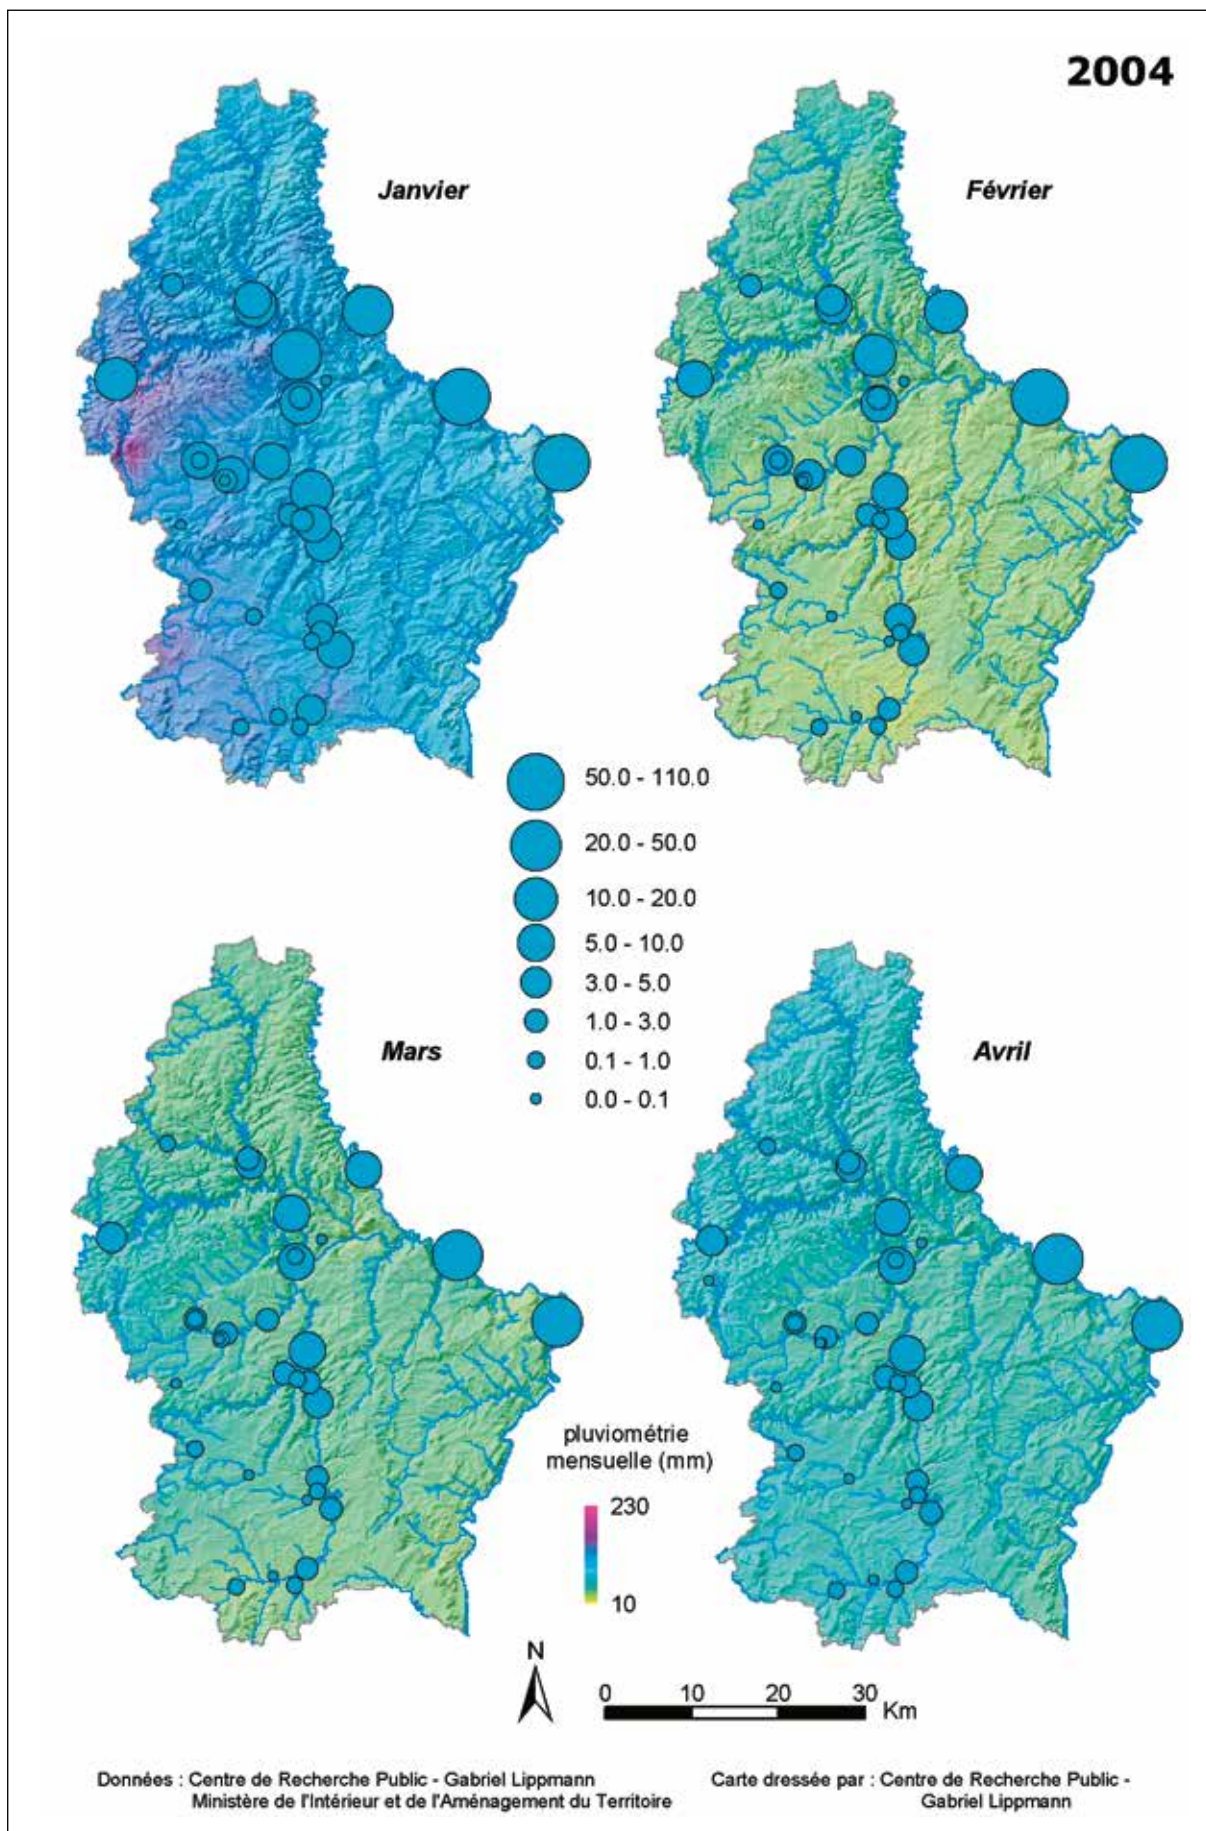 2004
Janvier
Février
50.0 - 110.0
20.0 - 50.0
10.0 - 20.0
5.0 - 10.0
3.0 - 5.0
1.0 - 3.0
0.1 - 1.0
0.0 - 0.1
Mars
Avril
pluviométrie
mensuelle (mm)
230
10
N
0 10 20 30
Km
Données : Centre de Recherche Public - Gabriel Lippmann
Ministère de l'Intérieur et de l'Aménagement du Territoire
Carte dressée par : Centre de Recherche Public -
Gabriel Lippmann